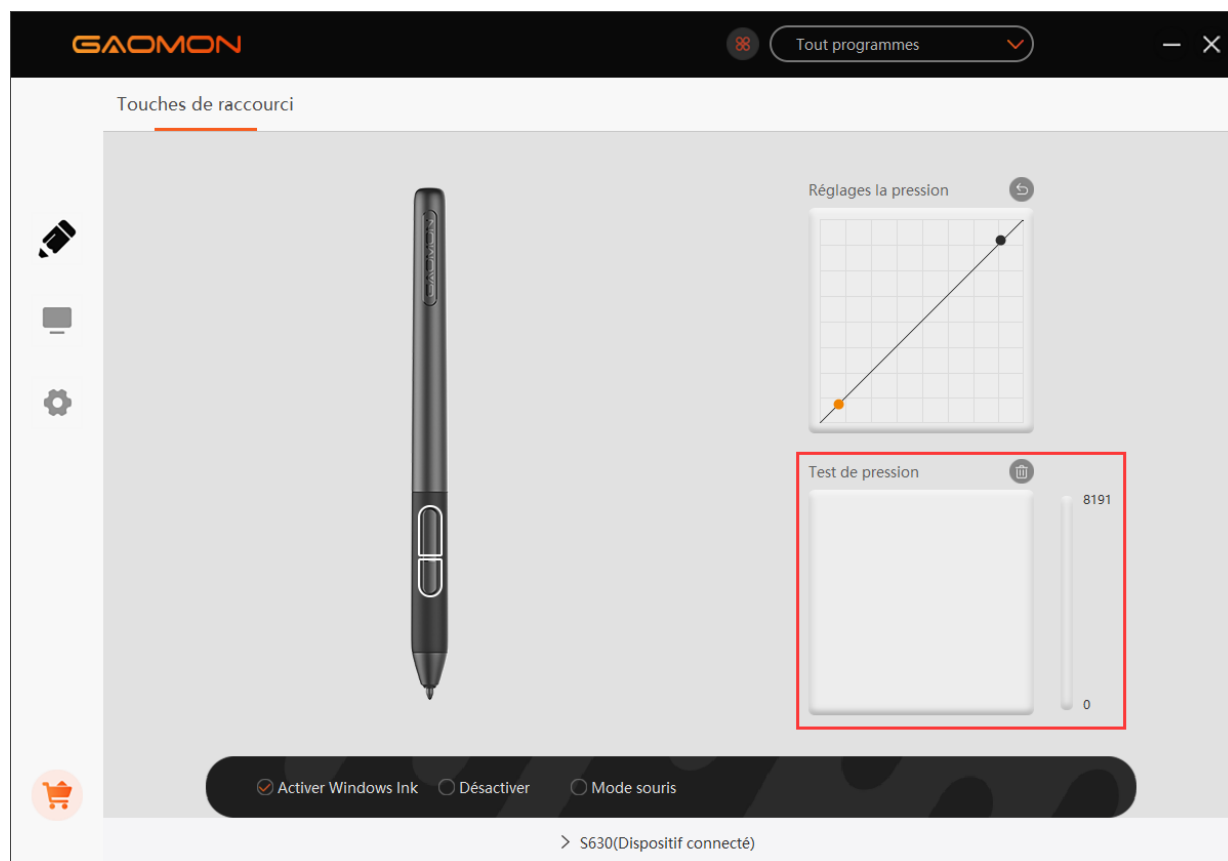 GAOMON
Tout programmes
Touches de raccourci
Réglages la pression
GAOMON
Test de pression
8191
0
Activer Windows Ink
Désactiver
Mode souris
S630(Dispositif connecté)